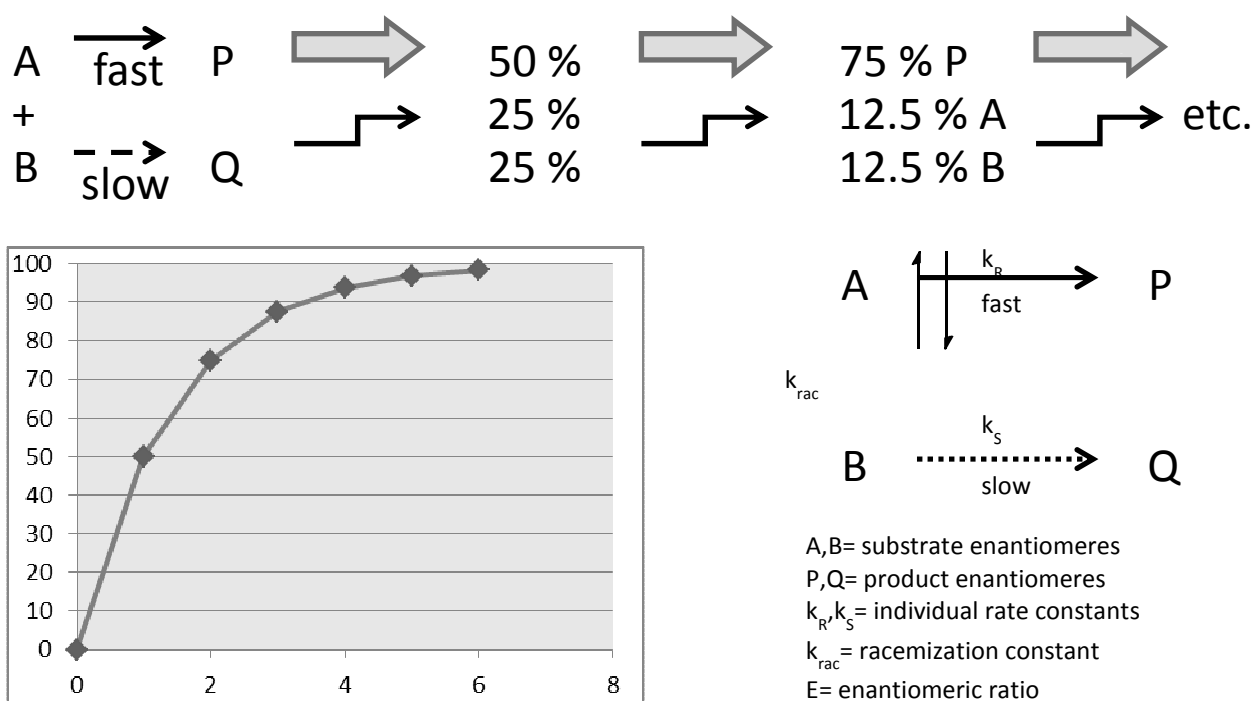 A fast P 50 % 75 % P
+ 25 % 12.5 % A etc.
B slow Q 25 % 12.5 % B
100
90
80
70
60
50
40
30
20
10
0
0 2 4 6 8
A k_R fast P
k_rac
B k_S slow Q
A,B= substrate enantiomeres
P,Q= product enantiomeres
k_R,k_S= individual rate constants
k_rac= racemization constant
E= enantiomeric ratio